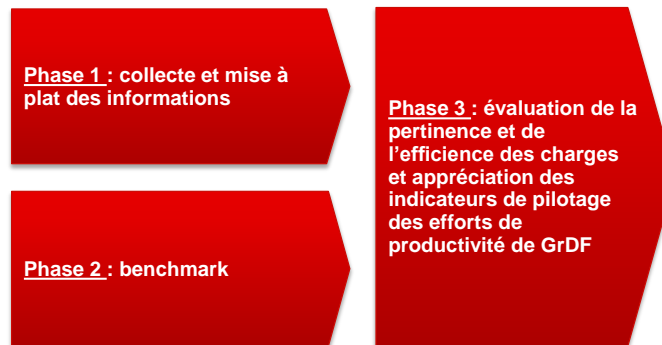 Phase 1 : collecte et mise à
plat des informations
Phase 2 : benchmark
Phase 3 : évaluation de la
pertinence et de
l’efficience des charges
et appréciation des
indicateurs de pilotage
des efforts de
productivité de GrDF